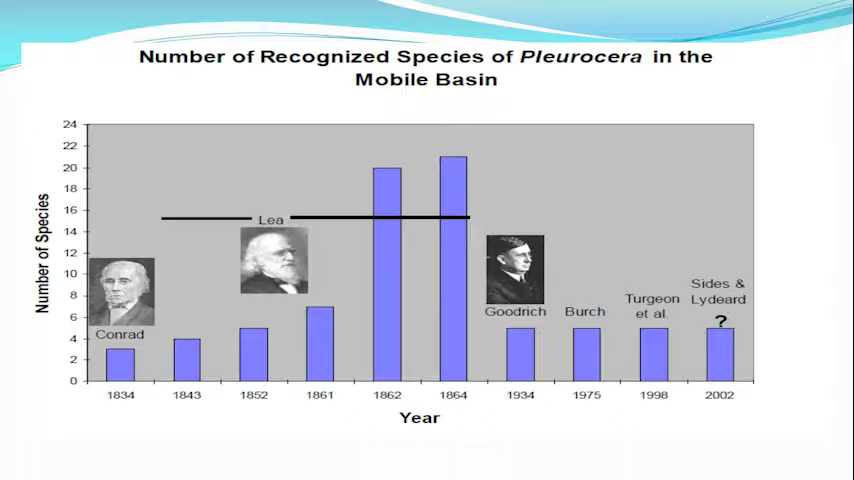 Number of Recognized Species of Pleurocera in the
Mobile Basin
Number of Species
24
22
20
18
16
14
12
10
8
6
4
2
0
Conrad
Lea
Goodrich
Burch
Turgeon
et al.
Sides &
Lydeard
?
1834 1843 1852 1861 1862 1864 1934 1975 1998 2002
Year